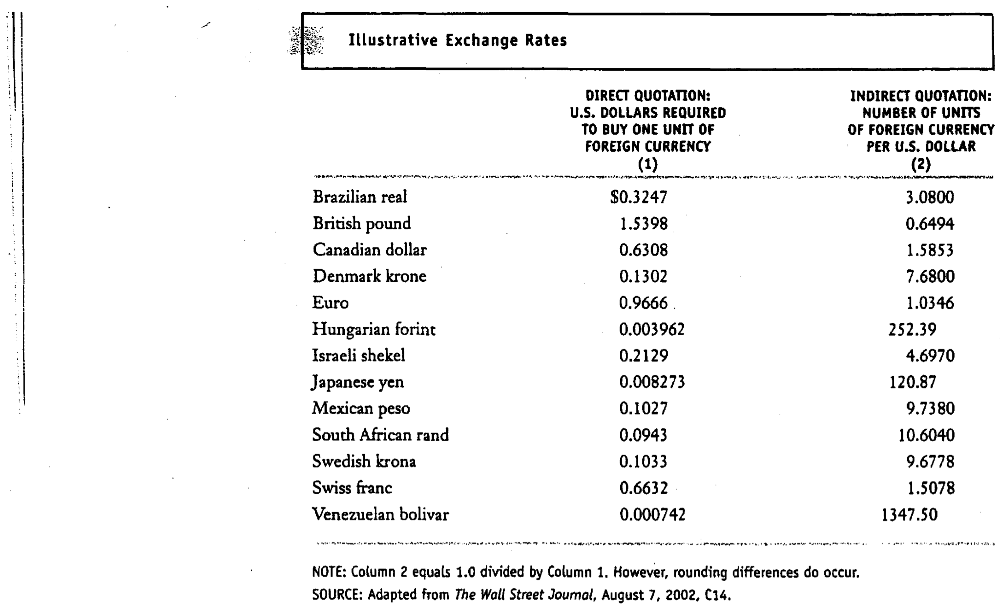 Illustrative Exchange Rates
DIRECT QUOTATION: INDIRECT QUOTATION:
U.S. DOLLARS REQUIRED NUMBER OF UNITS
TO BUY ONE UNIT OF OF FOREIGN CURRENCY
FOREIGN CURRENCY PER U.S. DOLLAR
(1) (2)
Brazilian real $0.3247 3.0800
British pound 1.5398 0.6494
Canadian dollar 0.6308 1.5853
Denmark krone 0.1302 7.6800
Euro 0.9666 1.0346
Hungarian forint 0.003962 252.39
Israeli shekel 0.2129 4.6970
Japanese yen 0.008273 120.87
Mexican peso 0.1027 9.7380
South African rand 0.0943 10.6040
Swedish krona 0.1033 9.6778
Swiss franc 0.6632 1.5078
Venezuelan bolivar 0.000742 1347.50
NOTE: Column 2 equals 1.0 divided by Column 1. However, rounding differences do occur.
SOURCE: Adapted from The Wall Street Journal, August 7, 2002, C14.